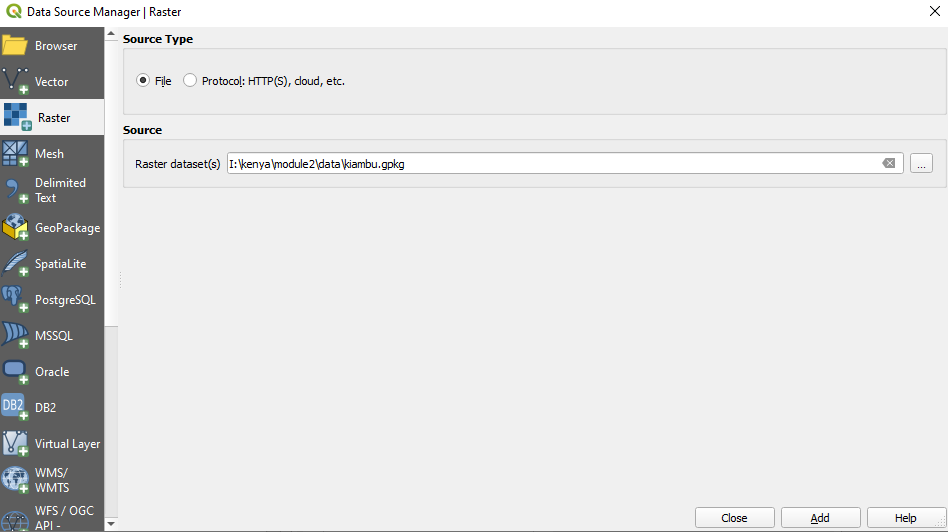 Data Source Manager | Raster
Browser
Vector
Raster
Mesh
Delimited
Text
GeoPackage
SpatiaLite
PostgreSQL
MSSQL
Oracle
DB2
DB2
Virtual Layer
WMS/
WMTS
WFS / OGC
API -
Source Type
File
Protocol: HTTP(S), cloud, etc.
Source
Raster dataset(s)
I:\kenya\module2\data\kiambu.gpkg
...
Close
Add
Help